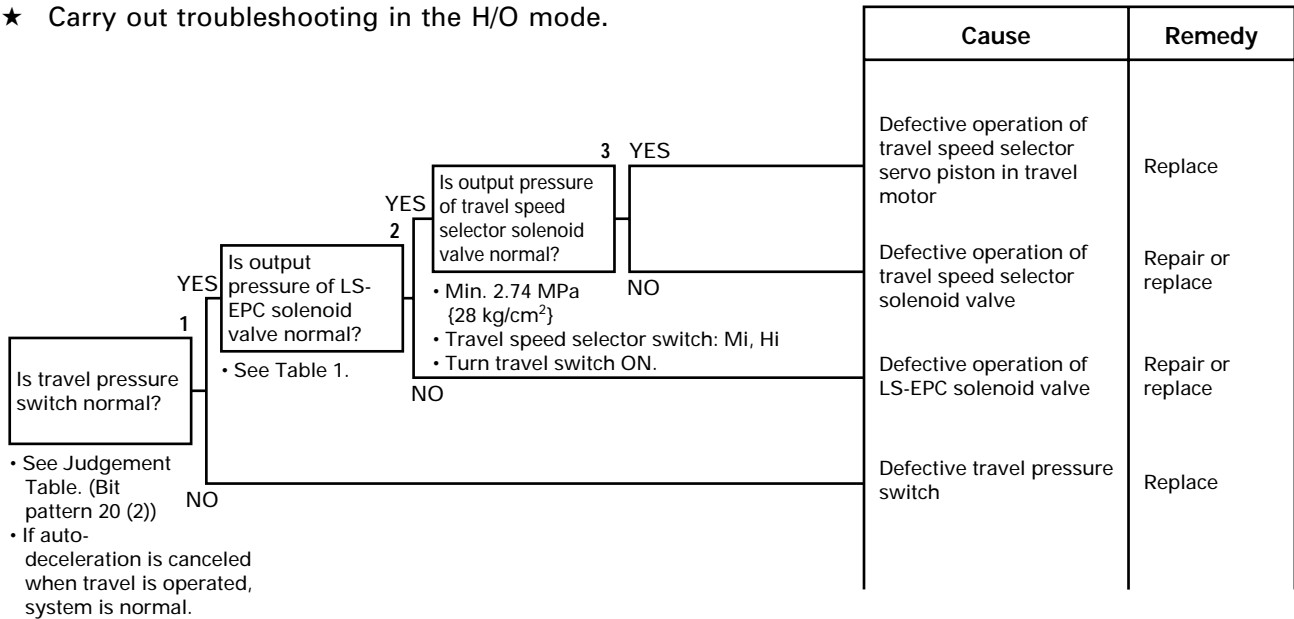 ★ Carry out troubleshooting in the H/O mode.
Cause
Remedy
1
Is travel pressure
switch normal?
• See Judgement
Table. (Bit
pattern 20 (2))
• If auto-
deceleration is canceled
when travel is operated,
system is normal.
YES
NO
2
Is output
pressure of LS-
EPC solenoid
valve normal?
• See Table 1.
YES
NO
3
Is output pressure
of travel speed
selector solenoid
valve normal?
• Min. 2.74 MPa
{28 kg/cm²}
• Travel speed selector switch: Mi, Hi
• Turn travel switch ON.
YES
NO
Defective operation of
travel speed selector
servo piston in travel
motor
Replace
Defective operation of
travel speed selector
solenoid valve
Repair or
replace
Defective operation of
LS-EPC solenoid valve
Repair or
replace
Defective travel pressure
switch
Replace